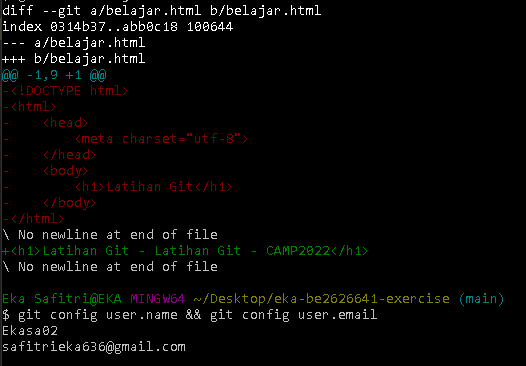 diff --git a/belajar.html b/belajar.html
index 0314b37..abb0c18 100644
--- a/belajar.html
+++ b/belajar.html
@@ -1,9 +1 @@
-<!DOCTYPE html>
-<html>
-    <head>
-        <meta charset="utf-8">
-    </head>
-    <body>
-        <h1>Latihan Git</h1>
-    </body>
-</html>
\ No newline at end of file
+<h1>Latihan Git - Latihan Git - CAMP2022</h1>
\ No newline at end of file
Eka Safitri@EKA MINGW64 ~/Desktop/eka-be2626641-exercise (main)
$ git config user.name && git config user.email
Ekasa02
safitrieka636@gmail.com